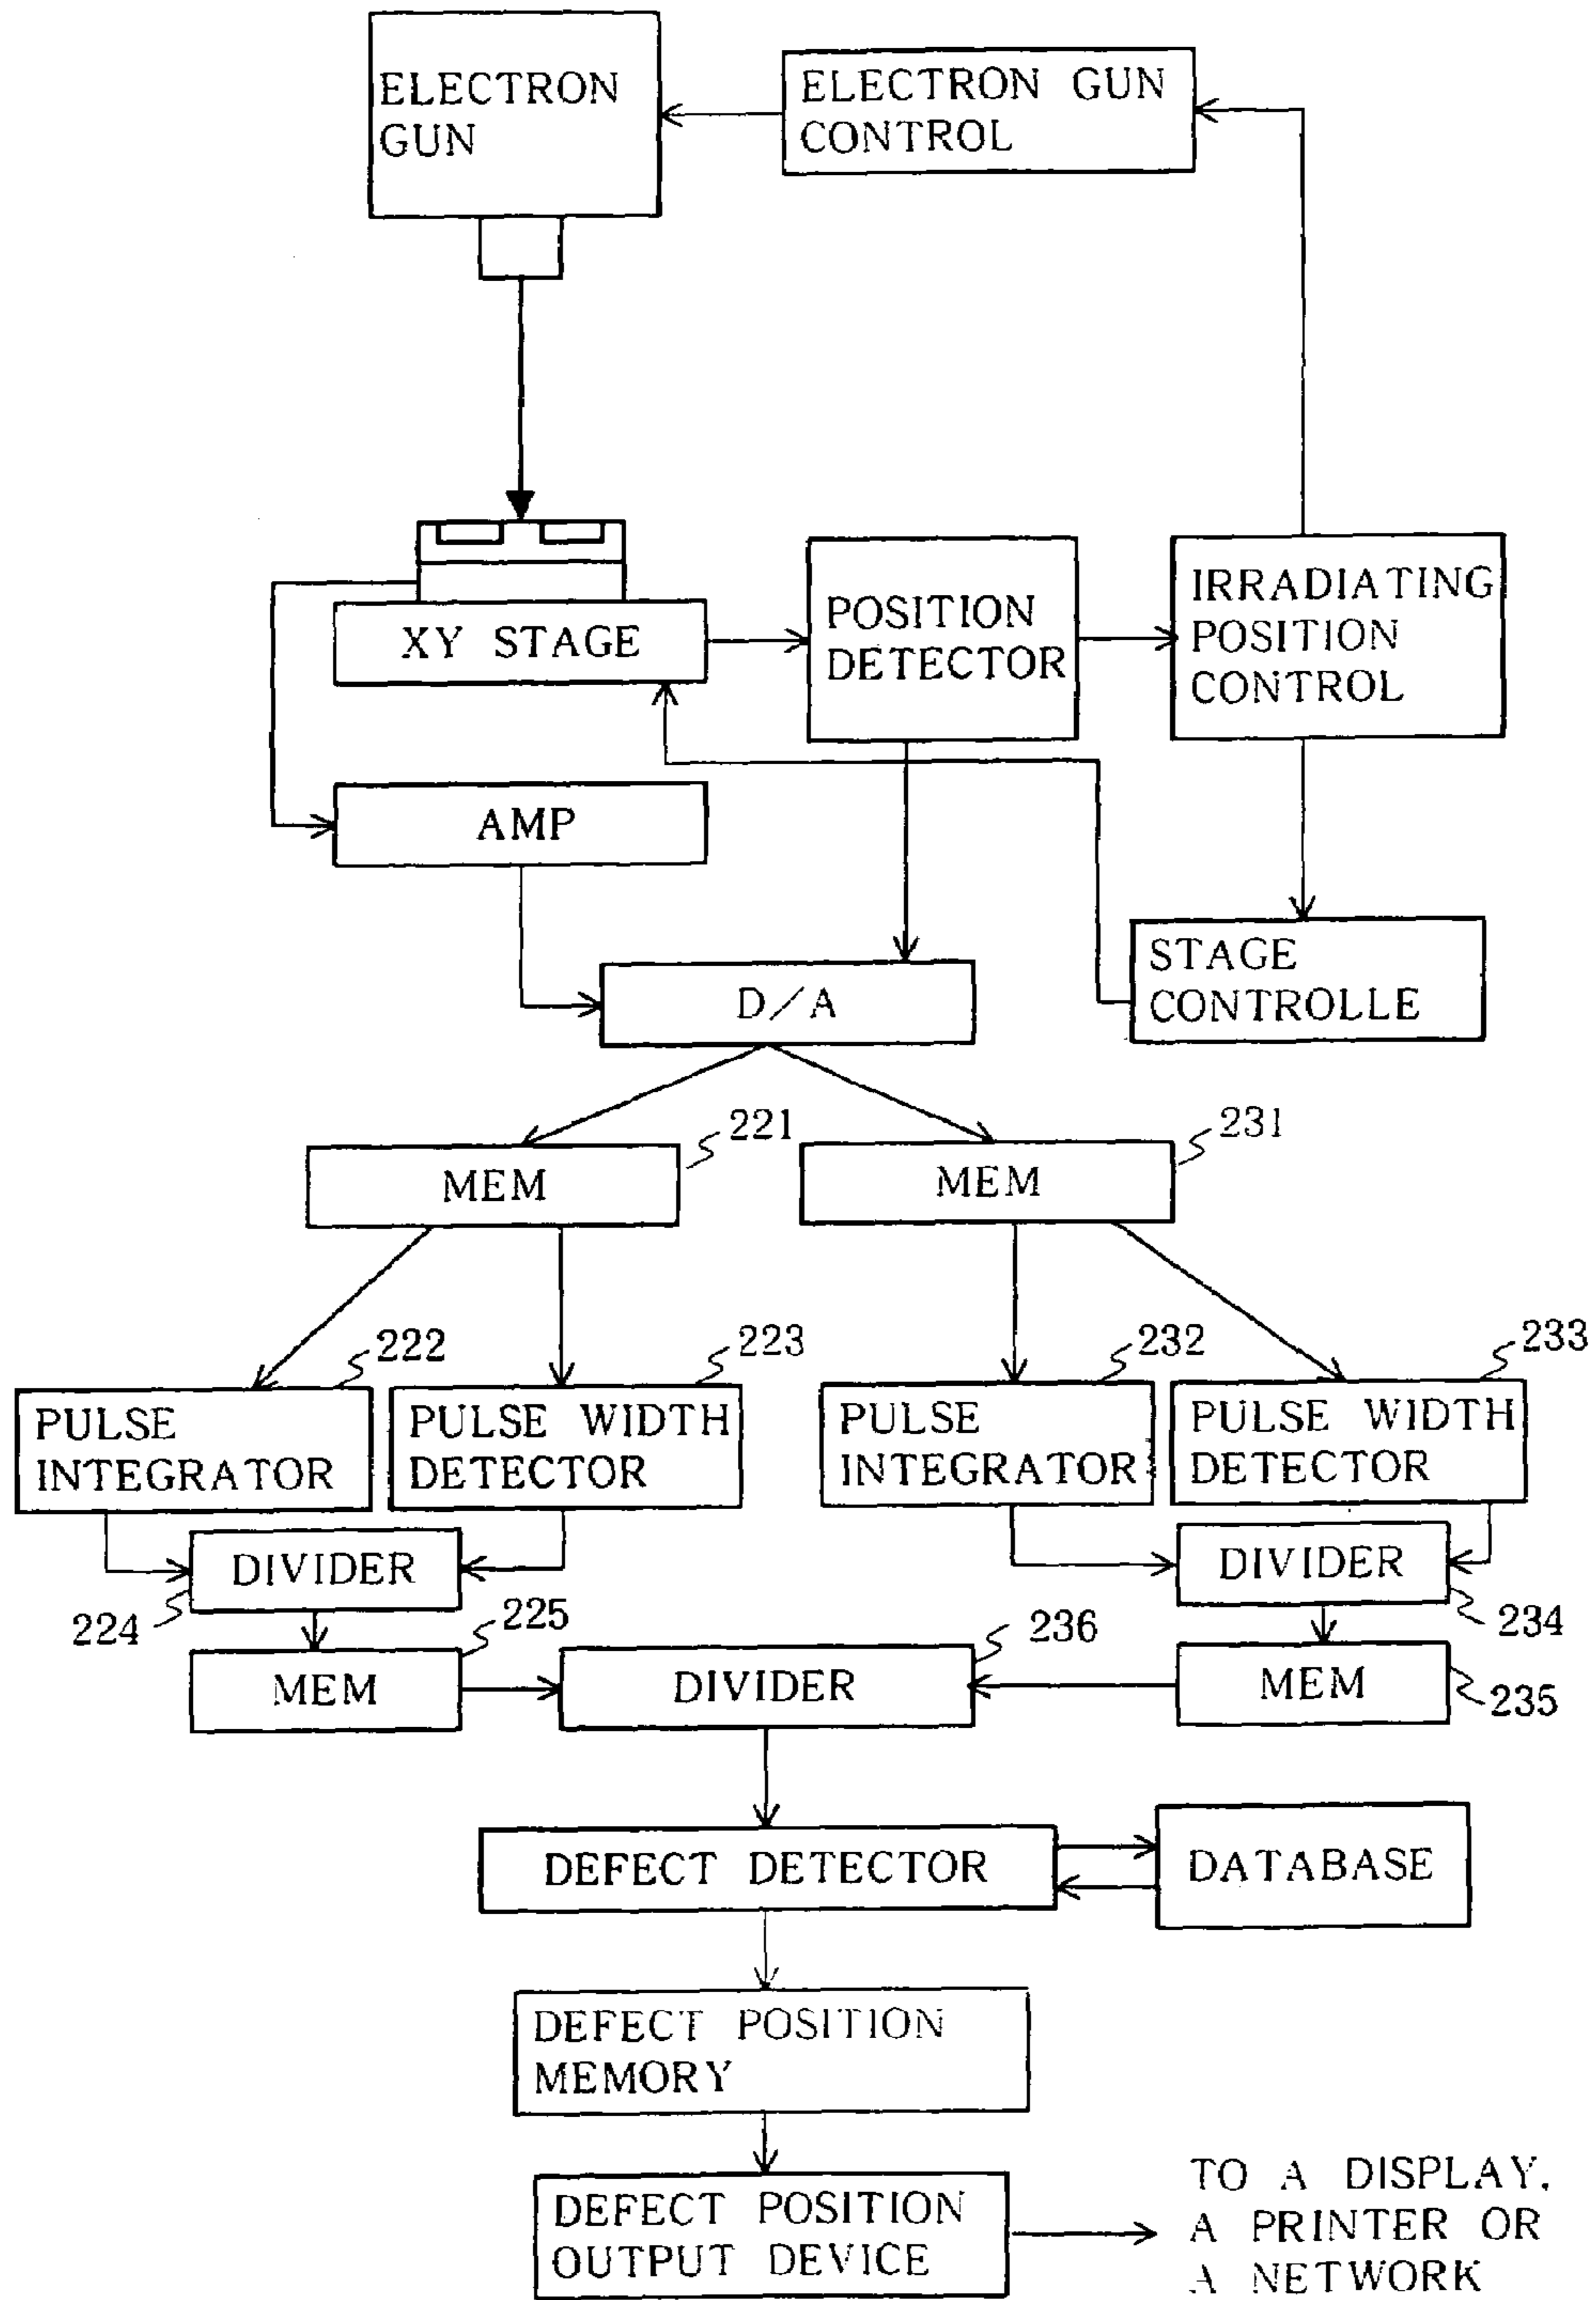 ELECTRON
GUN
ELECTRON GUN
CONTROL
XY STAGE
POSITION
DETECTOR
IRRADIATING
POSITION
CONTROL
AMP
STAGE
CONTROLLE
D/A
221
231
MEM
MEM
222
223
232
233
PULSE
INTEGRATOR
PULSE WIDTH
DETECTOR
PULSE
INTEGRATOR
PULSE WIDTH
DETECTOR
DIVIDER
DIVIDER
224
225
236
234
MEM
DIVIDER
MEM
235
DEFECT DETECTOR
DATABASE
DEFECT POSITION
MEMORY
DEFECT POSITION
OUTPUT DEVICE
TO A DISPLAY.
A PRINTER OR
A NETWORK